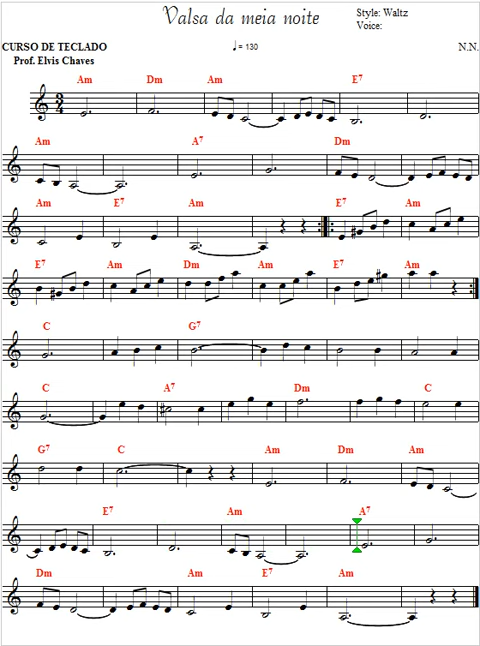 Valsa da meia noite
Style: Waltz
Voice:
CURSO DE TECLADO
Prof. Elvis Chaves
♩= 130
N.N.
Am Dm Am E7
3
4
Am A7 Dm
Am E7 Am E7 Am
E7 Am Dm Am E7 Am
C G7
C A7 Dm C
G7 C Am Dm Am
E7 Am A7
Dm Am E7 Am